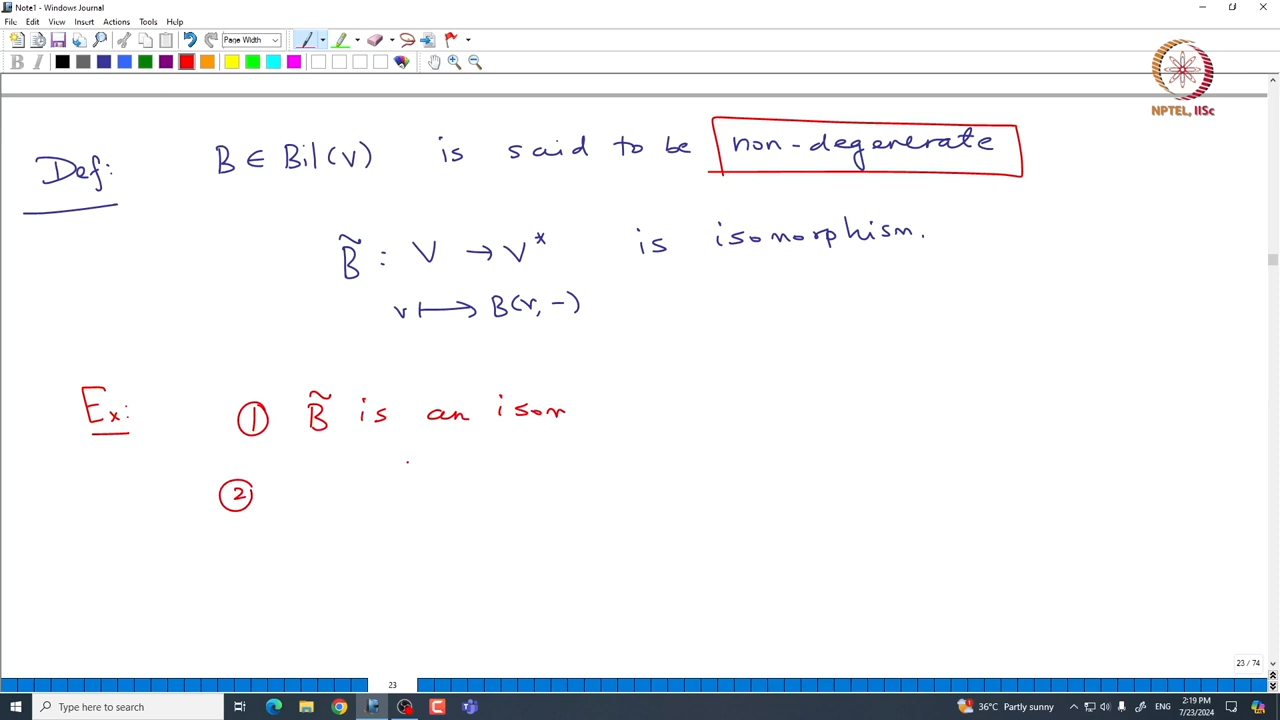 Note1 - Windows Journal
File Edit View Insert Actions Tools Help
Page Width
B I
NPTEL, IISc
Def: B ∈ Bil(V) is said to be non-degenerate
B̃ : V → V* is isomorphism.
v ↦ B(v, -)
Ex: ① B̃ is an isom
②
23 / 74
23
Type here to search
36°C Partly sunny
2:19 PM
7/23/2024